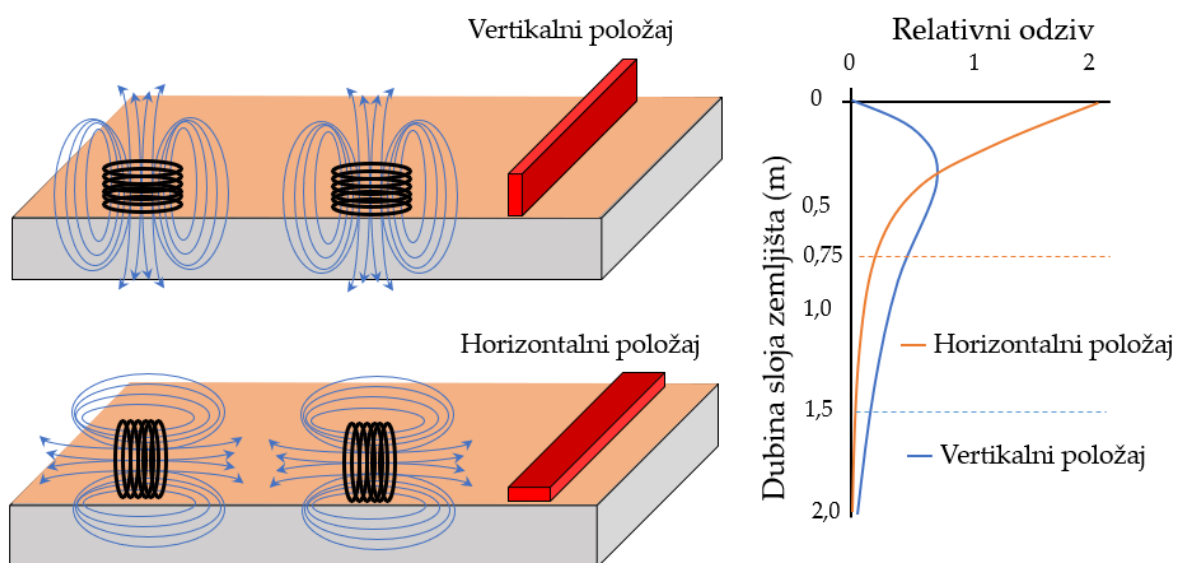 Vertikalni položaj
Horizontalni položaj
Relativni odziv
0 1 2
Dubina sloja zemljišta (m)
0
0,5
0,75
1,0
1,5
2,0
Horizontalni položaj
Vertikalni položaj